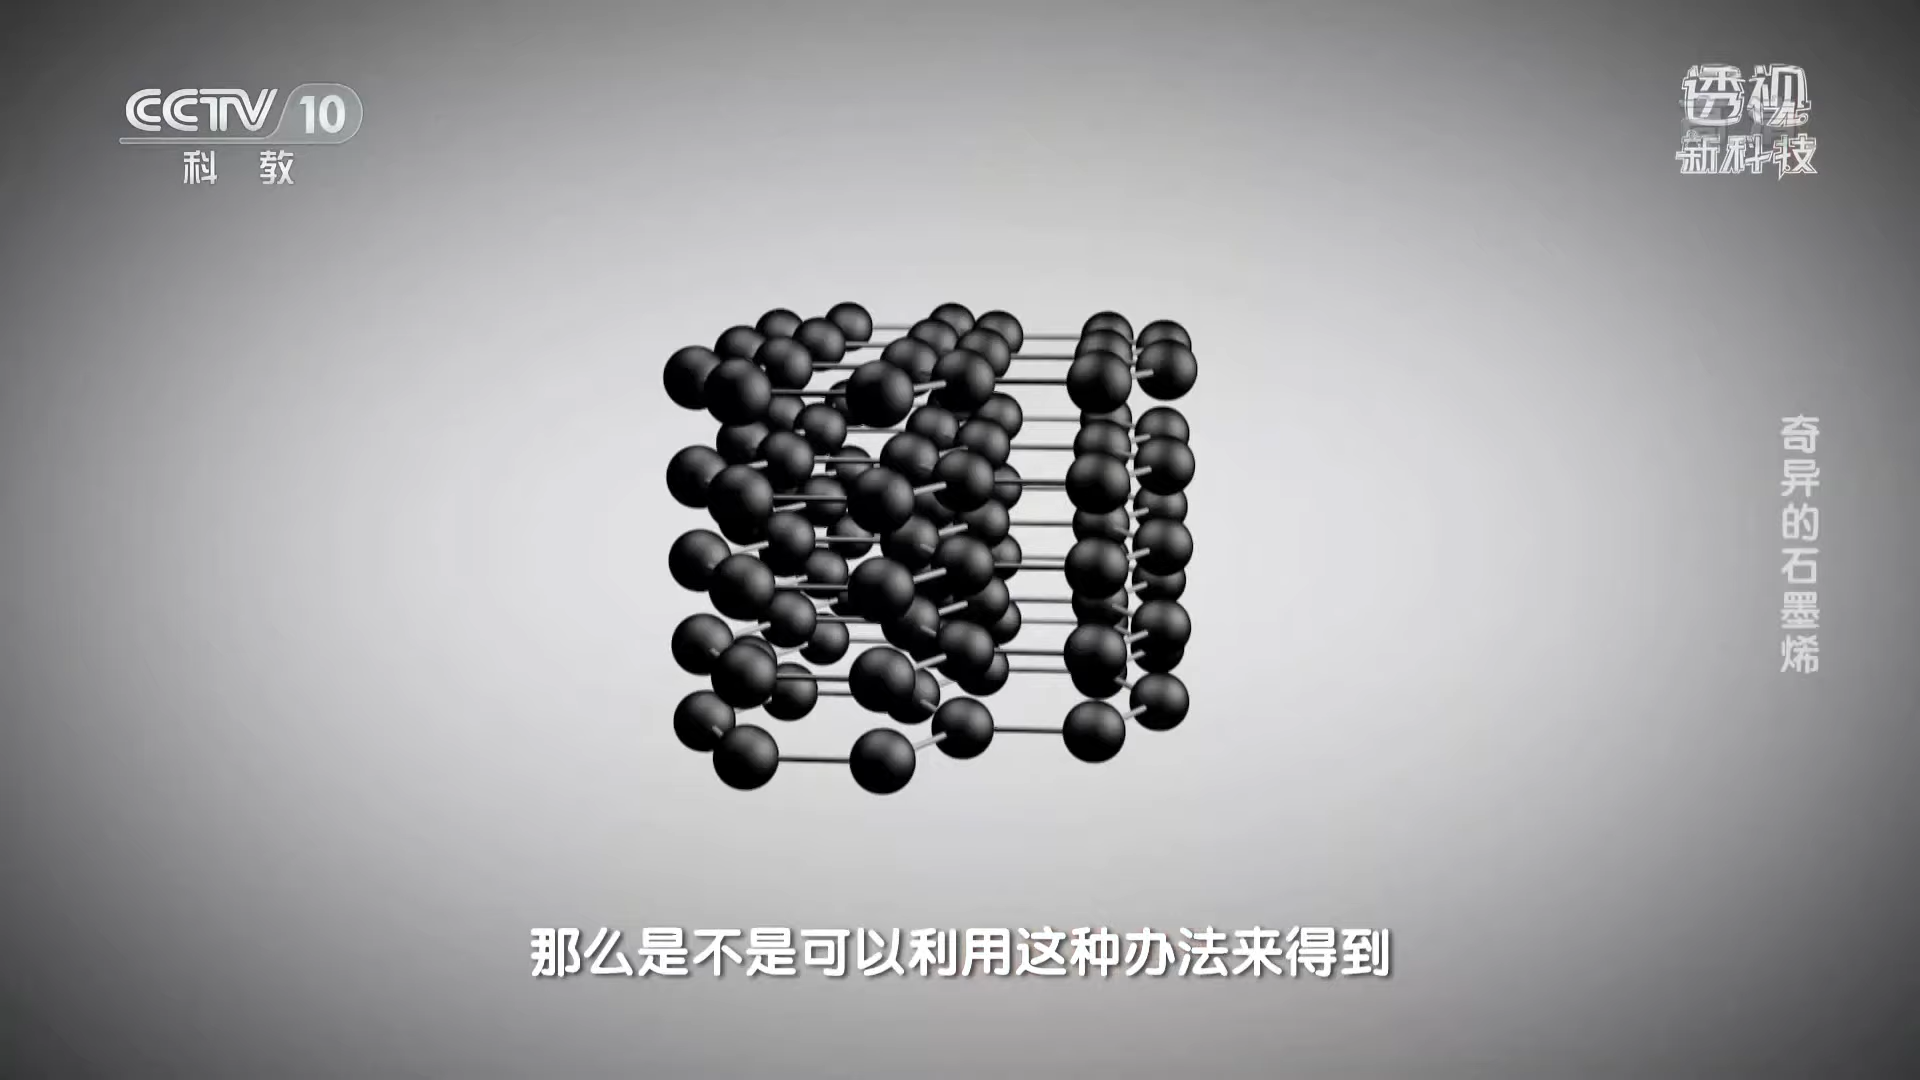 CCTV 10
科 教
透视
新科技
奇异的石墨烯
那么是不是可以利用这种办法来得到